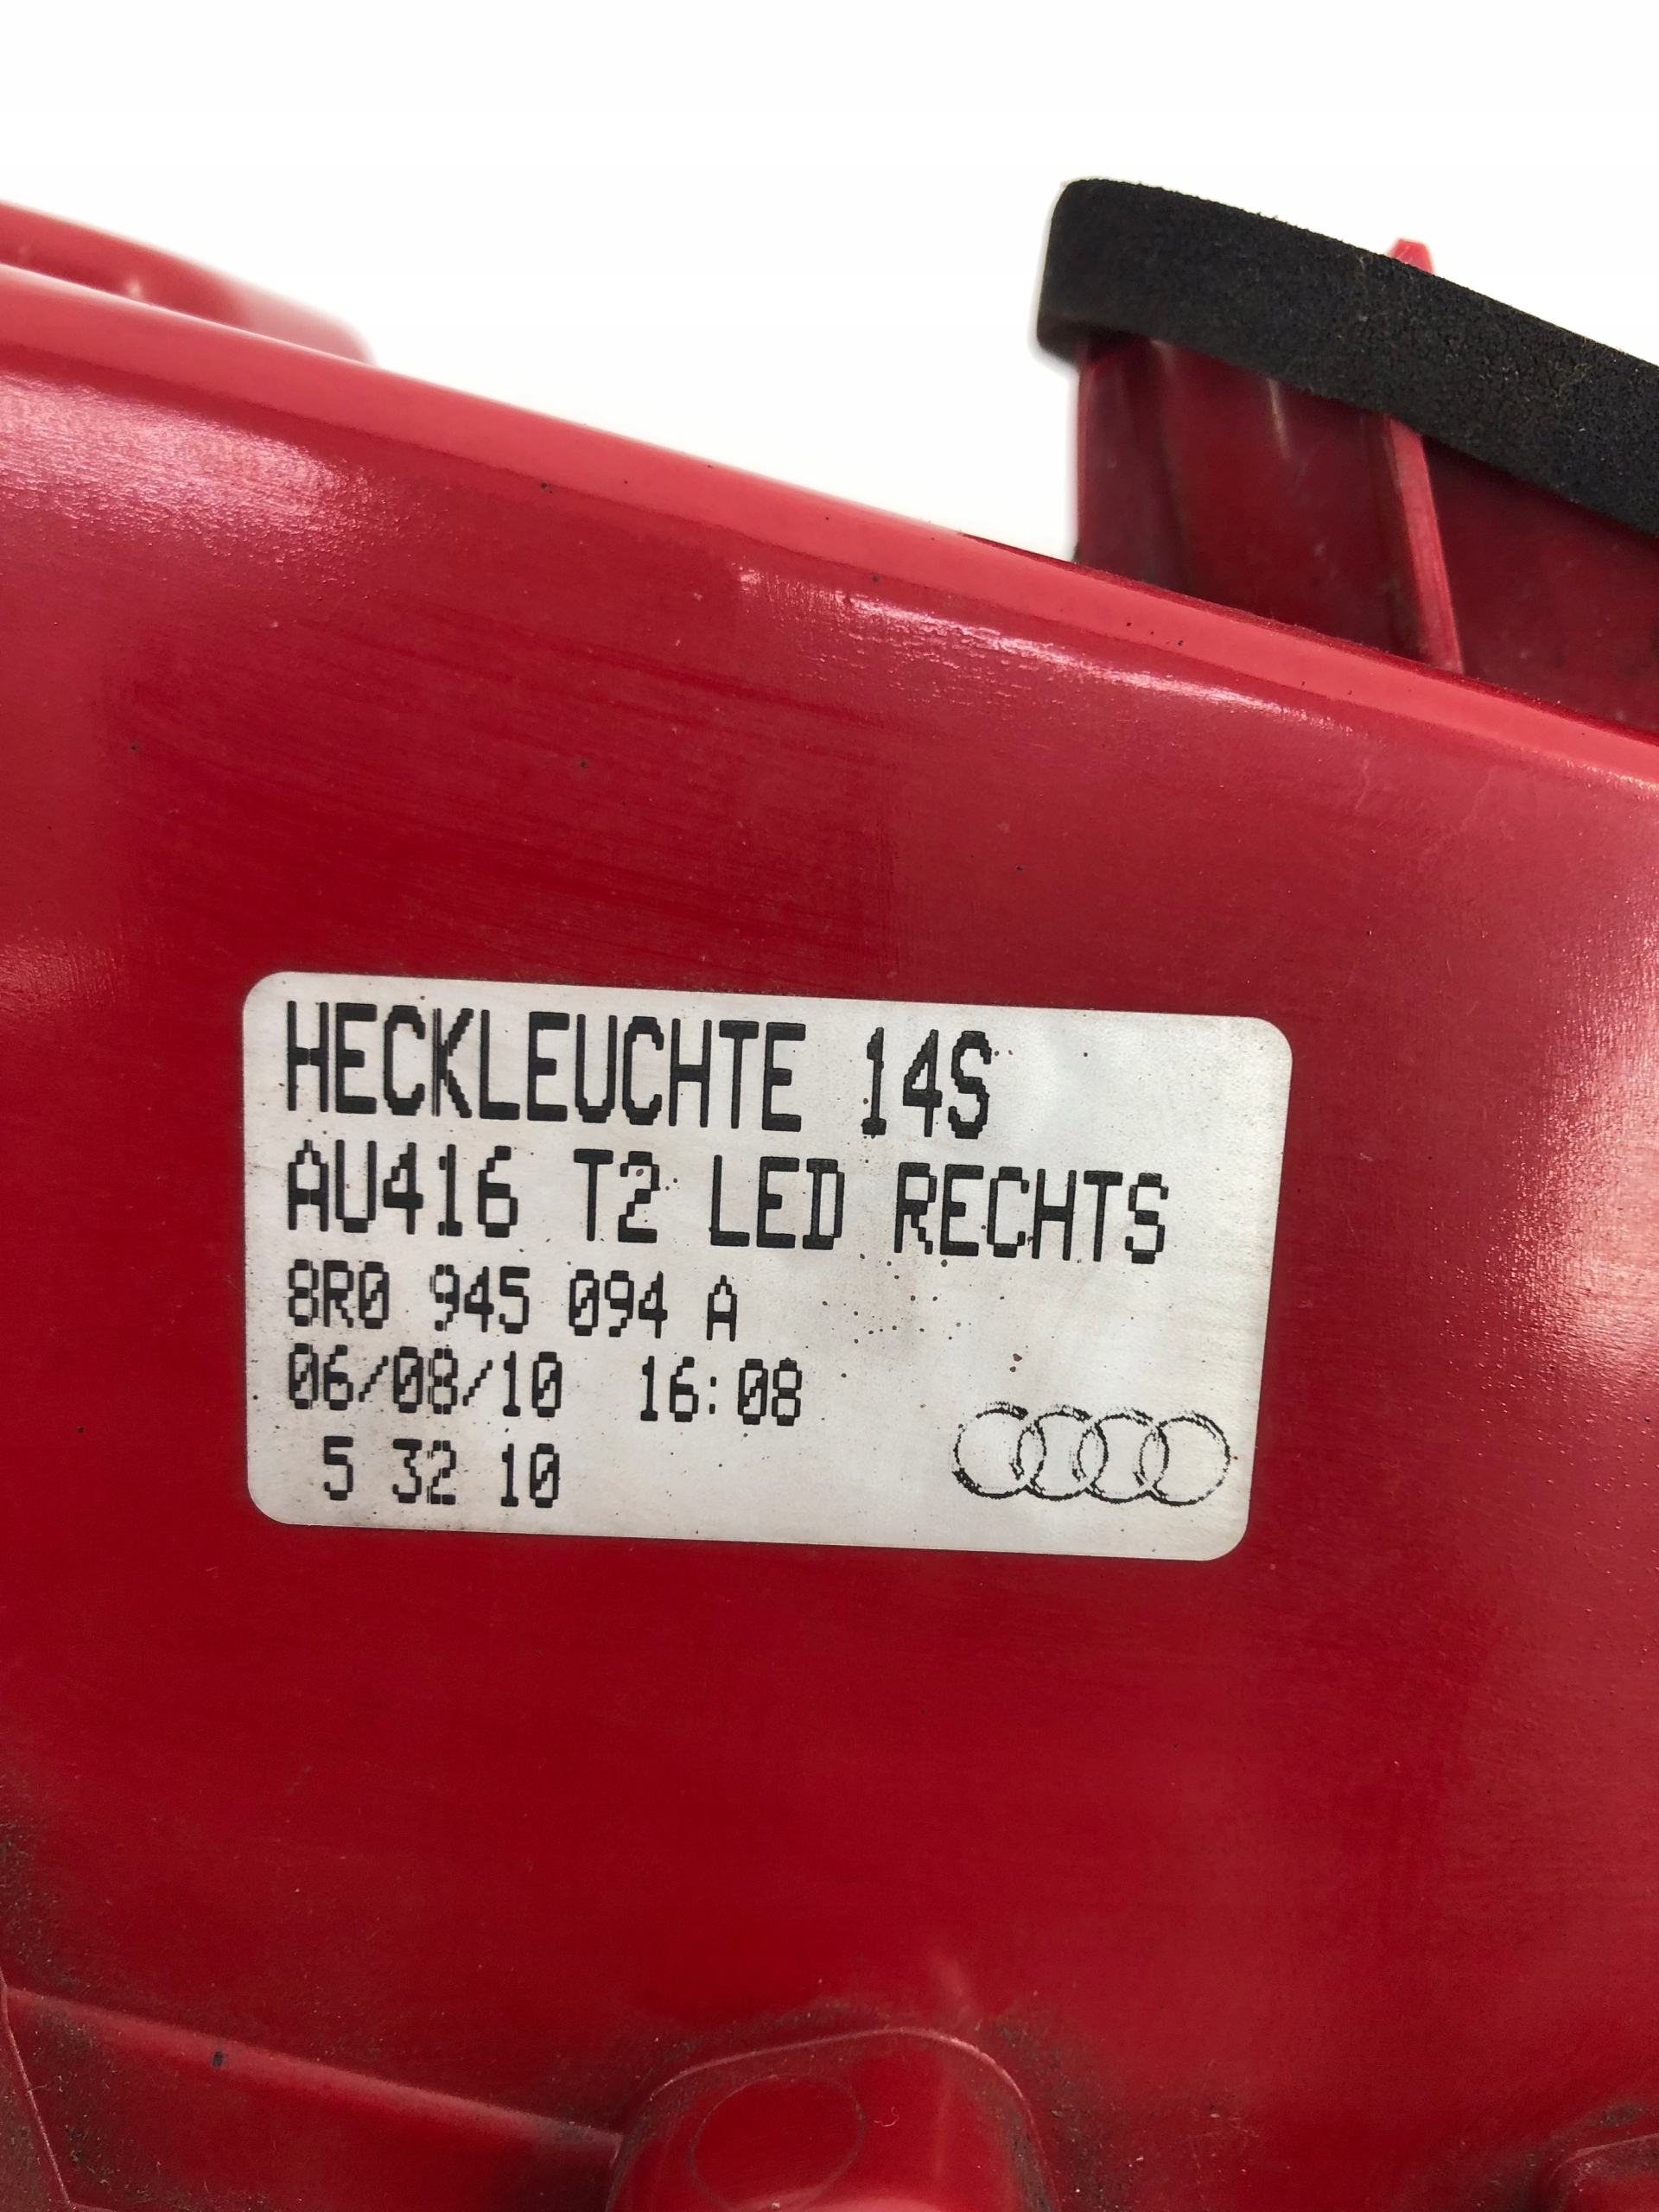 HECKLEUCHTE 14S
AU416 T2 LED RECHTS
8R0 945 094 A
06/08/10 16:08
5 32 10